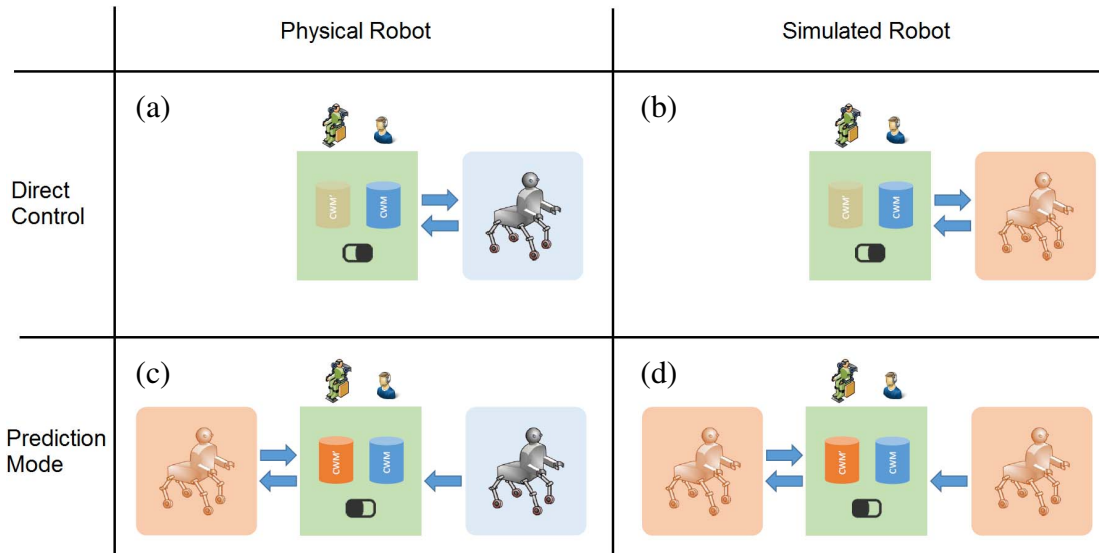 Physical Robot
Simulated Robot
Direct
Control
(a)
CWM'
CWM
(b)
CWM'
CWM
Prediction
Mode
(c)
CWM'
CWM
(d)
CWM'
CWM